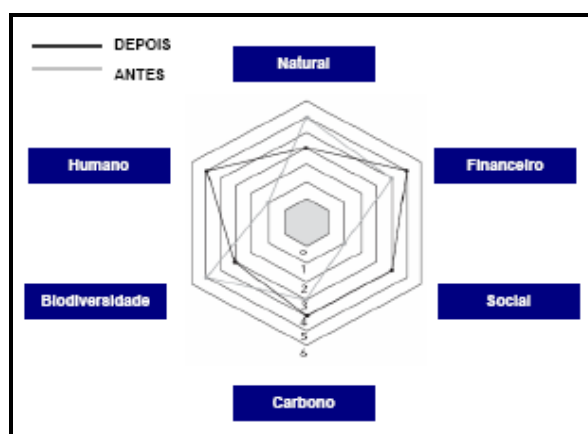 DEPOIS
ANTES
Natural
Humano
Financeiro
0
1
2
3
4
5
6
Biodiversidade
Social
Carbono